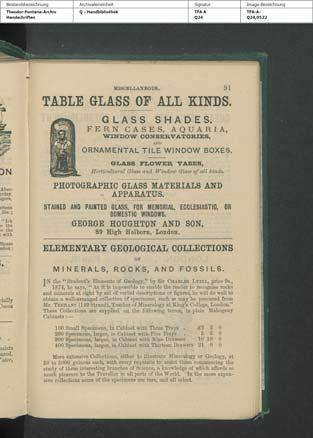 Bestandsbezeichnung Archivaleneinheit Signatur Image-Bezeichnung
Theodor-Fontane-Archiv Q - Handbibliothek TFA A TFA-A-
Handschriften Q24 Q24,0522
MISCELLANEOUS. 91
TABLE GLASS OF ALL KINDS.
GLASS SHADES.
FERN CASES, AQUARIA,
WINDOW CONSERVATORIES,
AND
ORNAMENTAL TILE WINDOW BOXES.
GLASS FLOWER VASES,
Horticultural Glass and Window Glass of all kinds.
PHOTOGRAPHIC GLASS MATERIALS AND
APPARATUS.
STAINED AND PAINTED GLASS, FOR MEMORIAL, ECCLESIASTIC, OR
DOMESTIC WINDOWS.
GEORGE HOUGHTON AND SON,
89 High Holborn, London.
ELEMENTARY GEOLOGICAL COLLECTIONS
OF
MINERALS, ROCKS, AND FOSSILS.
IN the "Student's Elements of Geology," by Sir CHARLES LYELL, price 9s.,
1874, he says, "As it is impossible to enable the reader to recognise rocks
and minerals at sight by aid of verbal descriptions or figures, he will do well to
obtain a well-arranged collection of specimens, such as may be procured from
Mr. TENNANT (149 Strand), Teacher of Mineralogy at King's College, London."
These Collections are supplied on the following terms, in plain Mahogany
Cabinets:—
100 Small Specimens, in Cabinet with Three Trays £2 2 0
200 Specimens, larger, in Cabinet with Five Trays 5 5 0
300 Specimens, larger, in Cabinet with Nine Drawers 10 10 0
400 Specimens, larger, in Cabinet with Thirteen Drawers 21 0 0
More extensive Collections, either to illustrate Mineralogy or Geology, at
50 to 5000 guineas each, with every requisite to assist those commencing the
study of these interesting branches of Science, a knowledge of which affords so
much pleasure to the Traveller in all parts of the World. In the more expen-
sive collections some of the specimens are rare, and all select.